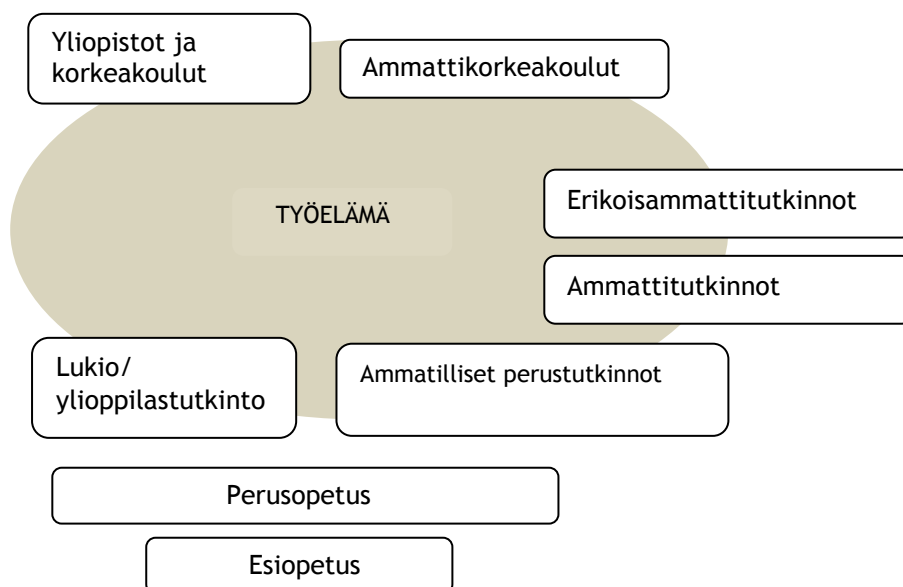 Yliopistot ja
korkeakoulut
Ammattikorkeakoulut
Erikoisammattitutkinnot
TYÖELÄMÄ
Ammattitutkinnot
Lukio/
ylioppilastutkinto
Ammatilliset perustutkinnot
Perusopetus
Esiopetus